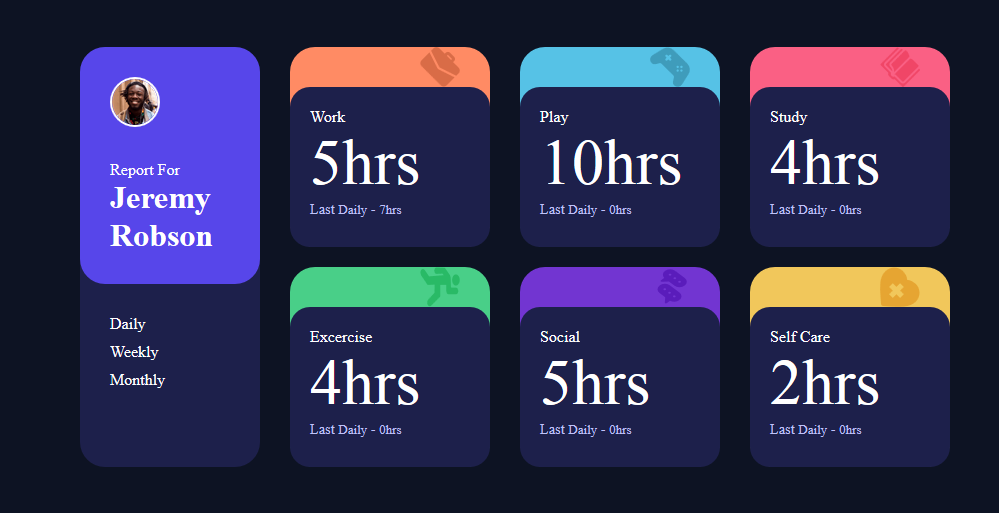 Report For
Jeremy
Robson
Daily
Weekly
Monthly
Work
5hrs
Last Daily - 7hrs
Play
10hrs
Last Daily - 0hrs
Study
4hrs
Last Daily - 0hrs
Excercise
4hrs
Last Daily - 0hrs
Social
5hrs
Last Daily - 0hrs
Self Care
2hrs
Last Daily - 0hrs